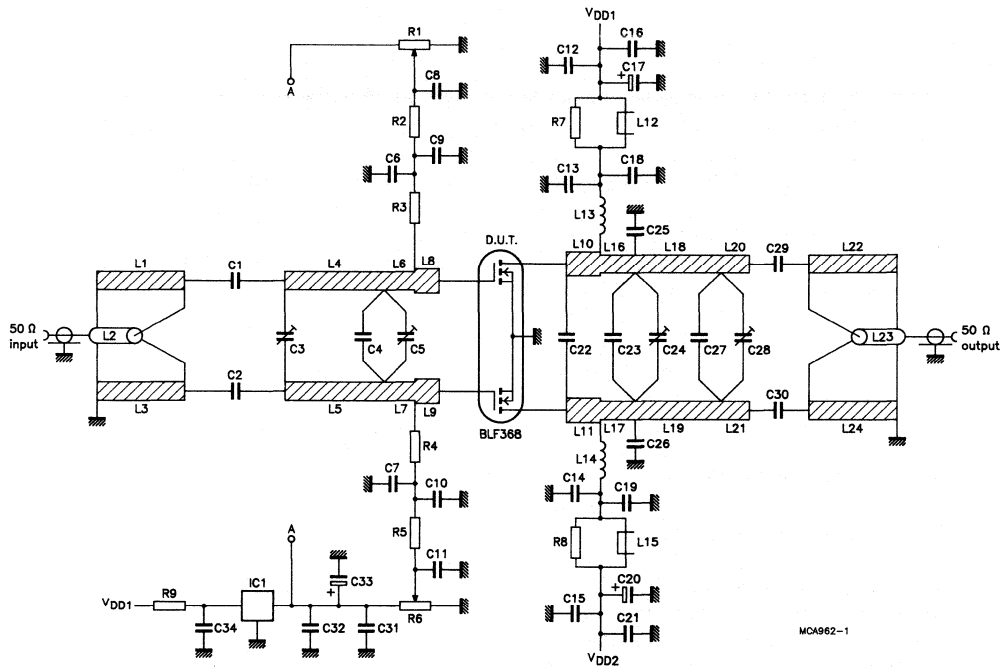 VDD1
R1
C16
C12
C17
+
A
C8
R2
R7
L12
C9
C6
C13
C18
R3
L13
C25
D.U.T.
L10
L16
L18
L20
C29
L22
L1
C1
L4
L6
L8
50 Ω
input
L2
C3
C4
C5
C22
C23
C24
C27
C28
L23
50 Ω
output
C2
C30
L3
L5
L7
L9
BLF368
L11
L17
L19
L21
L24
R4
C26
L14
C7
C10
C14
C19
R5
R8
L15
A
C11
C33
+
C20
+
VDD1
R9
IC1
R6
C15
C34
C32
C31
C21
VDD2
MCA962-1